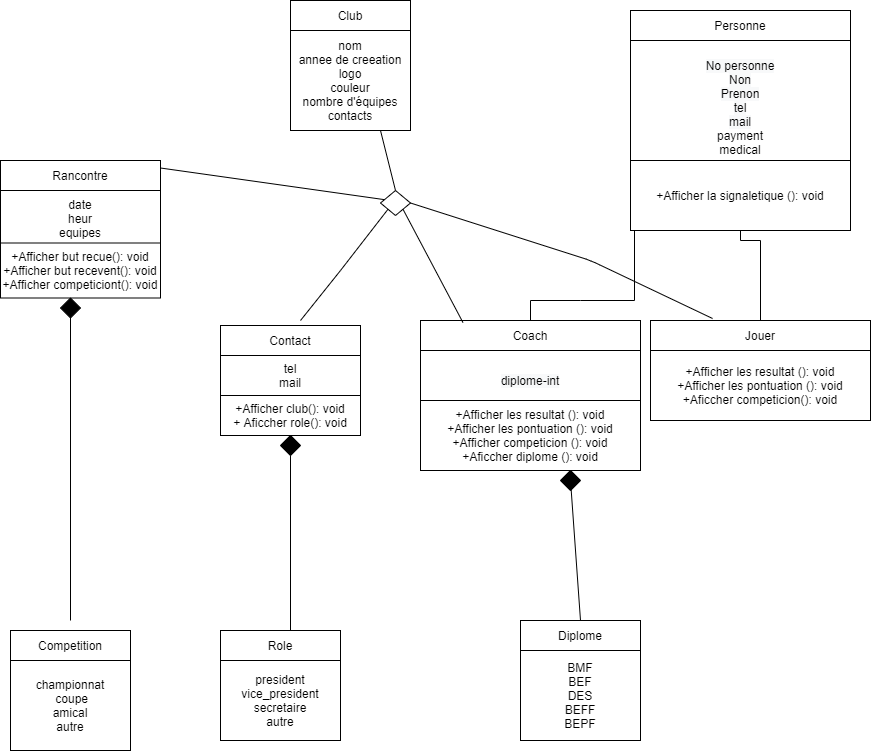 Club
nom
annee de creeation
logo
couleur
nombre d'équipes
contacts
Personne
No personne
Non
Prenon
tel
mail
payment
medical
+Afficher la signaletique (): void
Rancontre
date
heur
equipes
+Afficher but recue(): void
+Afficher but recevent(): void
+Afficher competiciont(): void
Contact
tel
mail
+Afficher club(): void
+ Aficcher role(): void
Coach
diplome-int
+Afficher les resultat (): void
+Afficher les pontuation (): void
+Afficher competicion (): void
+Aficcher diplome (): void
Jouer
+Afficher les resultat (): void
+Afficher les pontuation (): void
+Aficcher competicion(): void
Competition
championnat
coupe
amical
autre
Role
president
vice_president
secretaire
autre
Diplome
BMF
BEF
DES
BEFF
BEPF